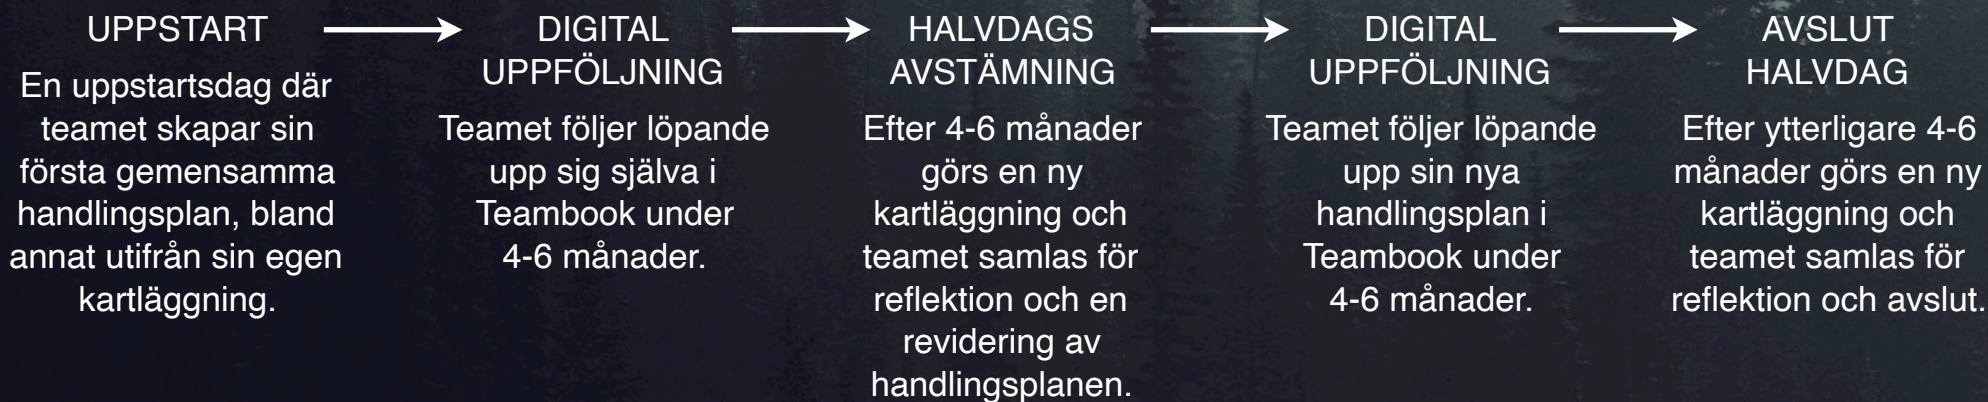 UPPSTART
En uppstartsdag där
teamet skapar sin
första gemensamma
handlingsplan, bland
annat utifrån sin egen
kartläggning.
DIGITAL
UPPFÖLJNING
Teamet följer löpande
upp sig själva i
Teambook under
4-6 månader.
HALVDAGS
AVSTÄMNING
Efter 4-6 månader
görs en ny
kartläggning och
teamet samlas för
reflektion och en
revidering av
handlingsplanen.
DIGITAL
UPPFÖLJNING
Teamet följer löpande
upp sin nya
handlingsplan i
Teambook under
4-6 månader.
AVSLUT
HALVDAG
Efter ytterligare 4-6
månader görs en ny
kartläggning och
teamet samlas för
reflektion och avslut.